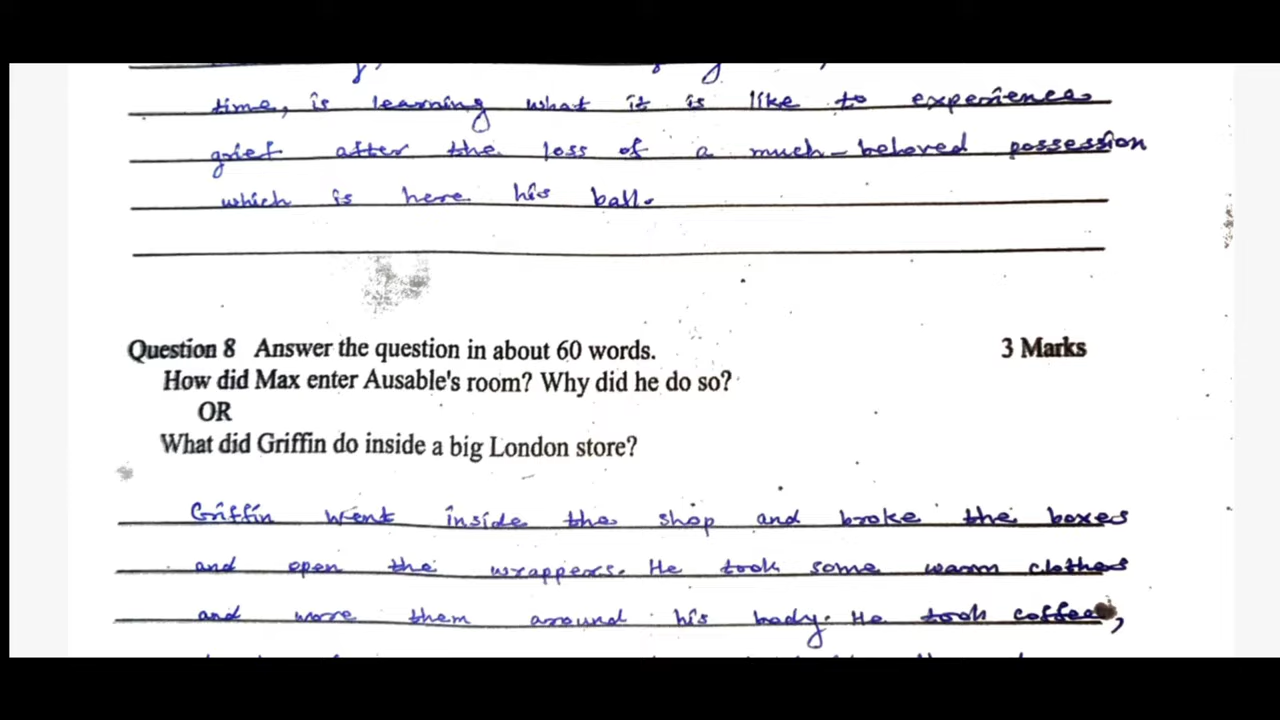 time, is learning what it is like to experience
grief after the loss of a much-beloved possession
which is here his ball.
Question 8 Answer the question in about 60 words. 3 Marks
How did Max enter Ausable's room? Why did he do so?
OR
What did Griffin do inside a big London store?
Griffin went inside the shop and broke the boxes
and open the wrappers. He took some warm clothes
and wore them around his body. He took coffee,